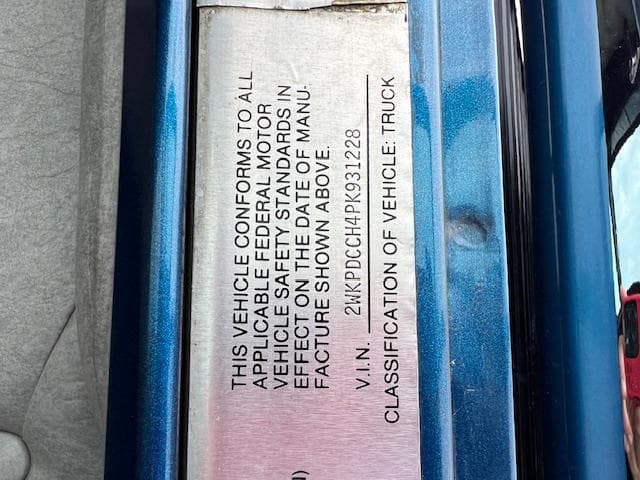 THIS VEHICLE CONFORMS TO ALL
APPLICABLE FEDERAL MOTOR
VEHICLE SAFETY STANDARDS IN
EFFECT ON THE DATE OF MANU-
FACTURE SHOWN ABOVE.
V.I.N. 2WKPDCCH4PK931228
CLASSIFICATION OF VEHICLE: TRUCK